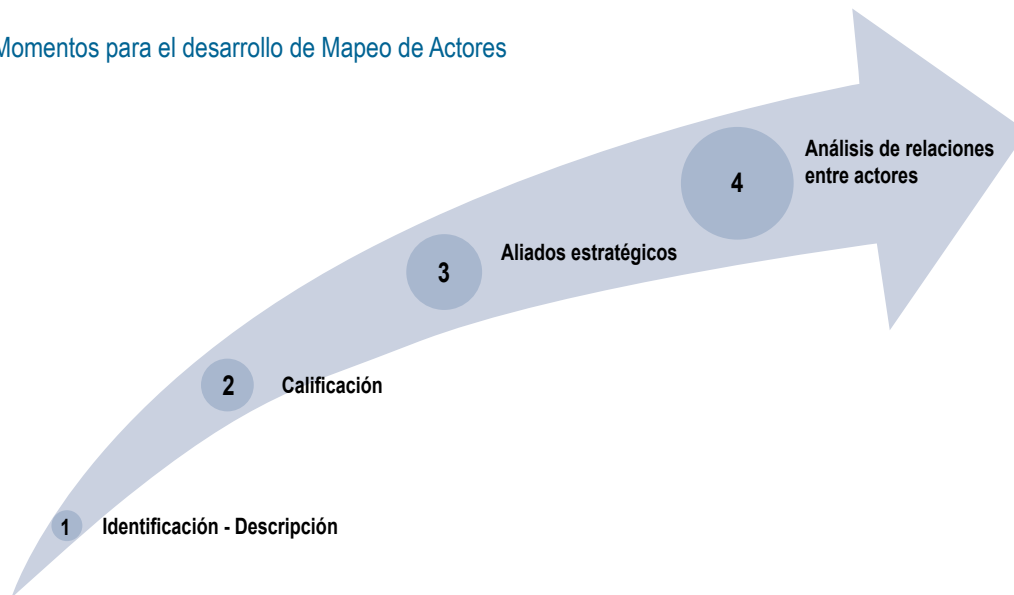 Momentos para el desarrollo de Mapeo de Actores
4
Análisis de relaciones
entre actores
3
Aliados estratégicos
2
Calificación
1
Identificación - Descripción